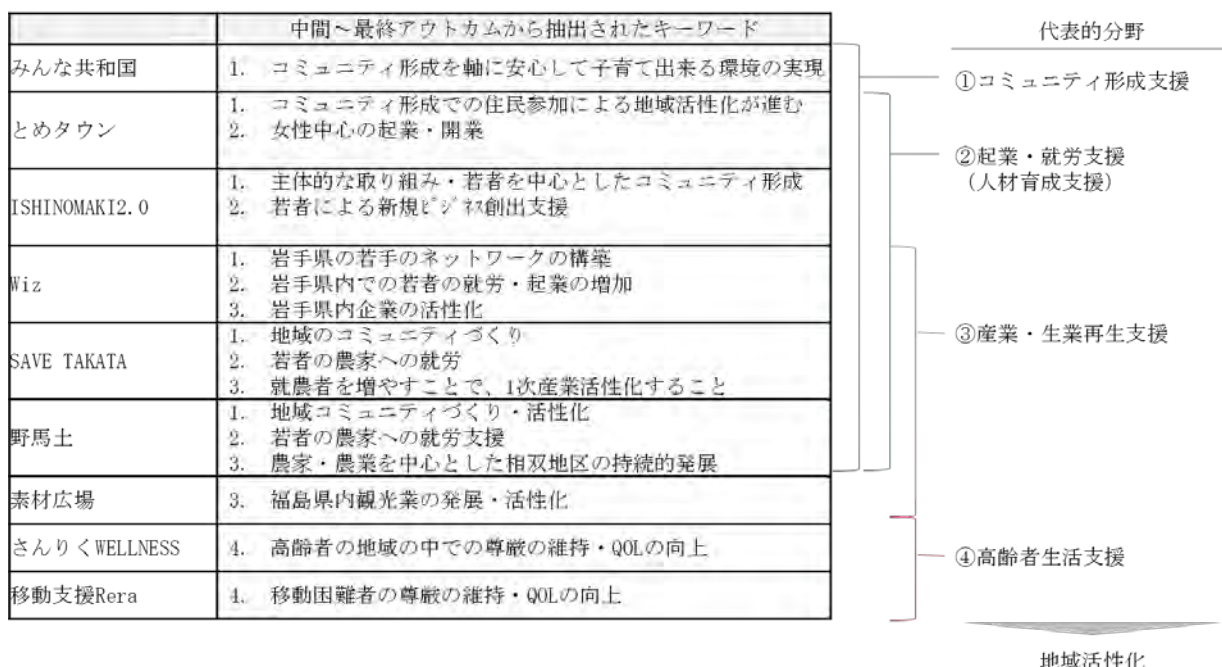 中間～最終アウトカムから抽出されたキーワード
代表的分野
みんな共和国
1. コミュニティ形成を軸に安心して子育て出来る環境の実現
とめタウン
1. コミュニティ形成での住民参加による地域活性化が進む
2. 女性中心の起業・開業
ISHINOMAKI2.0
1. 主体的な取り組み・若者を中心としたコミュニティ形成
2. 若者による新規ﾋﾞｼﾞﾈｽ創出支援
Wiz
1. 岩手県の若手のネットワークの構築
2. 岩手県内での若者の就労・起業の増加
3. 岩手県内企業の活性化
SAVE TAKATA
1. 地域のコミュニティづくり
2. 若者の農家への就労
3. 就農者を増やすことで、1次産業活性化すること
野馬土
1. 地域コミュニティづくり・活性化
2. 若者の農家への就労支援
3. 農家・農業を中心とした相双地区の持続的発展
素材広場
3. 福島県内観光業の発展・活性化
さんりくWELLNESS
4. 高齢者の地域の中での尊厳の維持・QOLの向上
移動支援Rera
4. 移動困難者の尊厳の維持・QOLの向上
①コミュニティ形成支援
②起業・就労支援
（人材育成支援）
③産業・生業再生支援
④高齢者生活支援
地域活性化